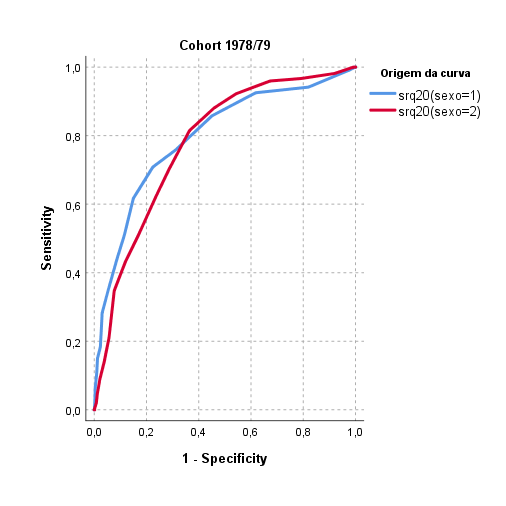 Cohort 1978/79
Origem da curva
srq20(sexo=1)
srq20(sexo=2)
Sensitivity
1,0
0,8
0,6
0,4
0,2
0,0
0,0 0,2 0,4 0,6 0,8 1,0
1 - Specificity